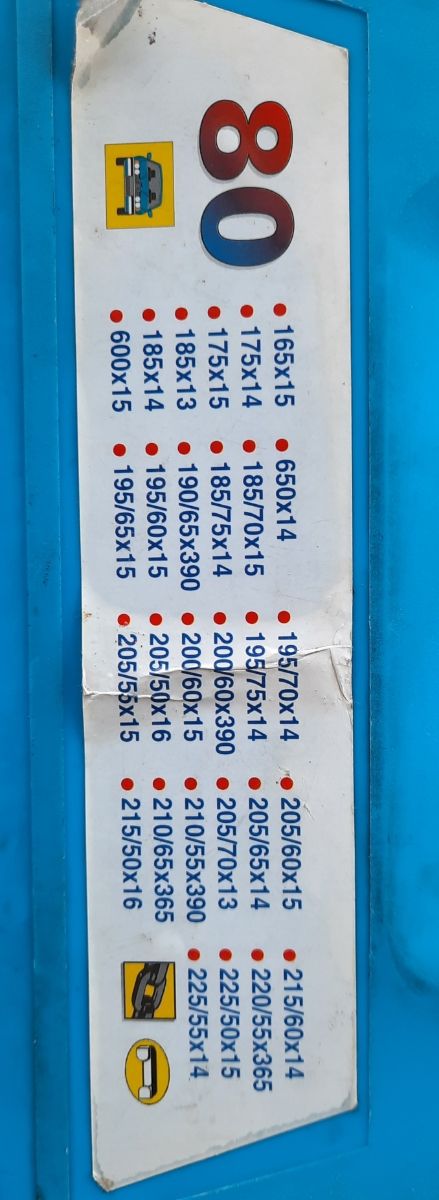 80
• 165x15
• 175x14
• 175x15
• 185x13
• 185x14
• 600x15
• 650x14
• 185/70x15
• 185/75x14
• 190/65x390
• 195/60x15
• 195/65x15
• 195/70x14
• 195/75x14
• 200/60x390
• 200/60x15
• 205/50x16
• 205/55x15
• 205/60x15
• 205/65x14
• 205/70x13
• 210/55x390
• 210/65x365
• 215/50x16
• 215/60x14
• 220/55x365
• 225/50x15
• 225/55x14